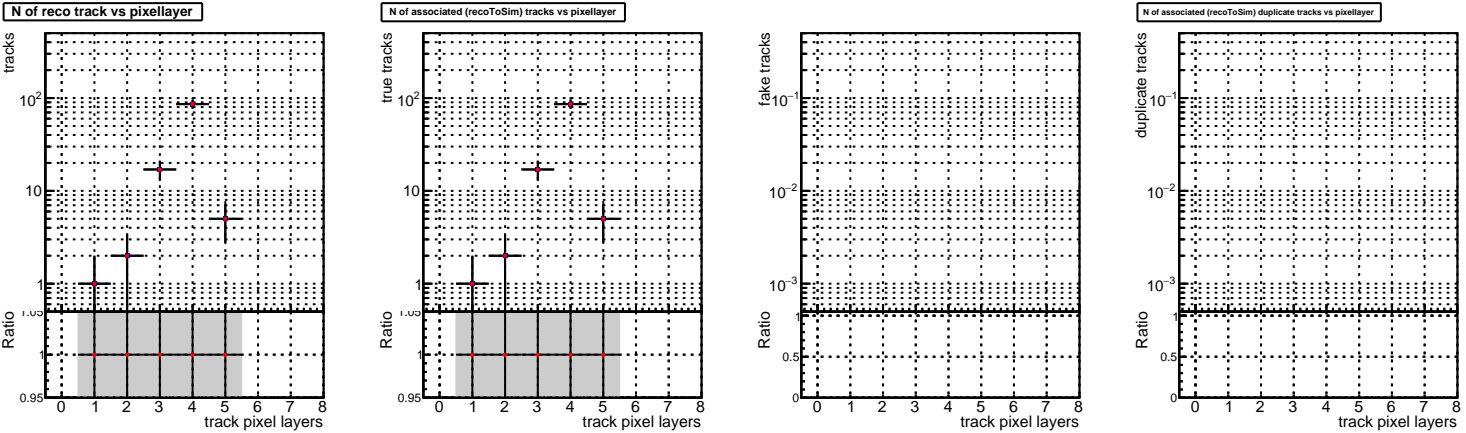 N of reco track vs pixellayer
tracks
10²
10
1
1.05
Ratio
1
0.95
0 1 2 3 4 5 6 7 8
track pixel layers
N of associated (recoToSim) tracks vs pixellayer
true tracks
10²
10
1
1.05
Ratio
1
0.95
0 1 2 3 4 5 6 7 8
track pixel layers
fake tracks
10⁻¹
10⁻²
10⁻³
Ratio
1
0.5
0
0 1 2 3 4 5 6 7 8
track pixel layers
N of associated (recoToSim) duplicate tracks vs pixellayer
duplicate tracks
10⁻¹
10⁻²
10⁻³
Ratio
1
0.5
0
0 1 2 3 4 5 6 7 8
track pixel layers